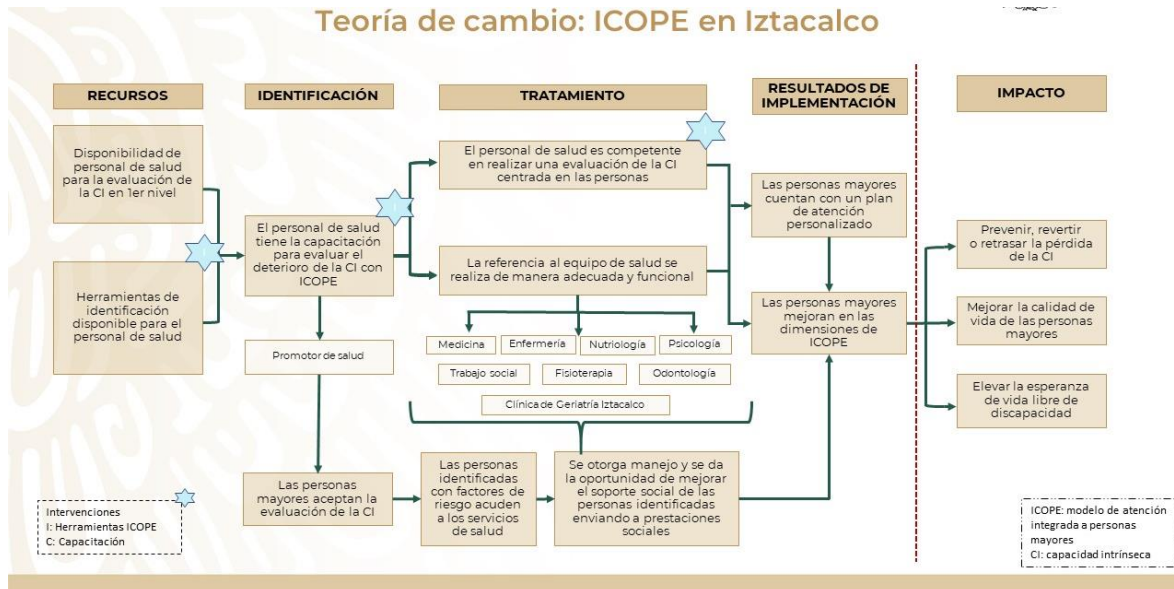 Teoría de cambio: ICOPE en Iztacalco
RECURSOS
IDENTIFICACIÓN
TRATAMIENTO
RESULTADOS DE
IMPLEMENTACIÓN
IMPACTO
Disponibilidad de
personal de salud
para la evaluación de
la CI en 1er nivel
Herramientas de
identificación
disponible para el
personal de salud
El personal de salud
tiene la capacitación
para evaluar el
deterioro de la CI con
ICOPE
Promotor de salud
Las personas
mayores aceptan la
evaluación de la CI
El personal de salud es competente
en realizar una evaluación de la CI
centrada en las personas
La referencia al equipo de salud se
realiza de manera adecuada y funcional
Medicina
Enfermería
Nutriología
Psicología
Trabajo social
Fisioterapia
Odontología
Clínica de Geriatría Iztacalco
Las personas
identificadas
con factores de
riesgo acuden
a los servicios
de salud
Se otorga manejo y se da
la oportunidad de mejorar
el soporte social de las
personas identificadas
enviando a prestaciones
sociales
Las personas mayores
cuentan con un plan
de atención
personalizado
Las personas mayores
mejoran en las
dimensiones de
ICOPE
Prevenir, revertir
o retrasar la pérdida
de la CI
Mejorar la calidad de
vida de las personas
mayores
Elevar la esperanza
de vida libre de
discapacidad
Intervenciones
I: Herramientas ICOPE
C: Capacitación
ICOPE: modelo de atención
integrada a personas
mayores
CI: capacidad intrínseca